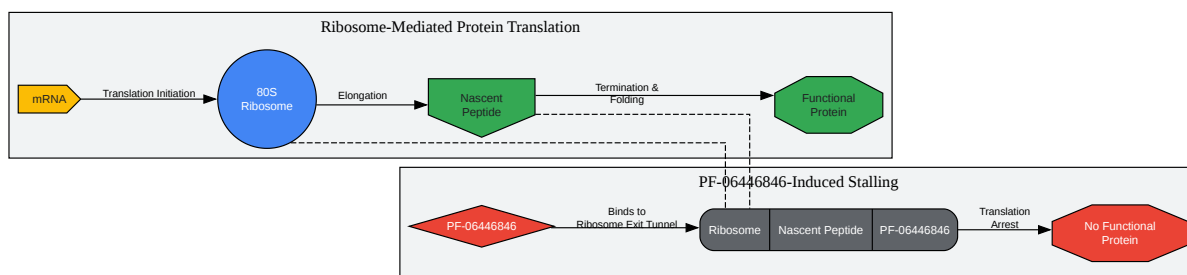 Ribosome-Mediated Protein Translation
mRNA
Translation Initiation
80S
Ribosome
Elongation
Nascent
Peptide
Termination &
Folding
Functional
Protein
PF-06446846-Induced Stalling
PF-06446846
Binds to
Ribosome Exit Tunnel
Ribosome
Nascent Peptide
PF-06446846
Translation
Arrest
No Functional
Protein